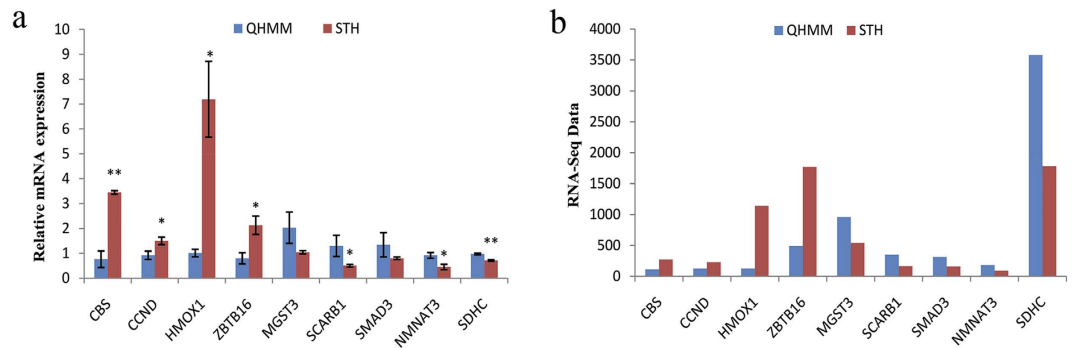 a
QHMM
STH
Relative mRNA expression
10
9
8
7
6
5
4
3
2
1
0
**
*
*
*
*
*
**
CBS
CCND
HMOX1
ZBTB16
MGST3
SCARB1
SMAD3
NMNAT3
SDHC
b
QHMM
STH
RNA-Seq Data
4000
3500
3000
2500
2000
1500
1000
500
0
CBS
CCND
HMOX1
ZBTB16
MGST3
SCARB1
SMAD3
NMNAT3
SDHC